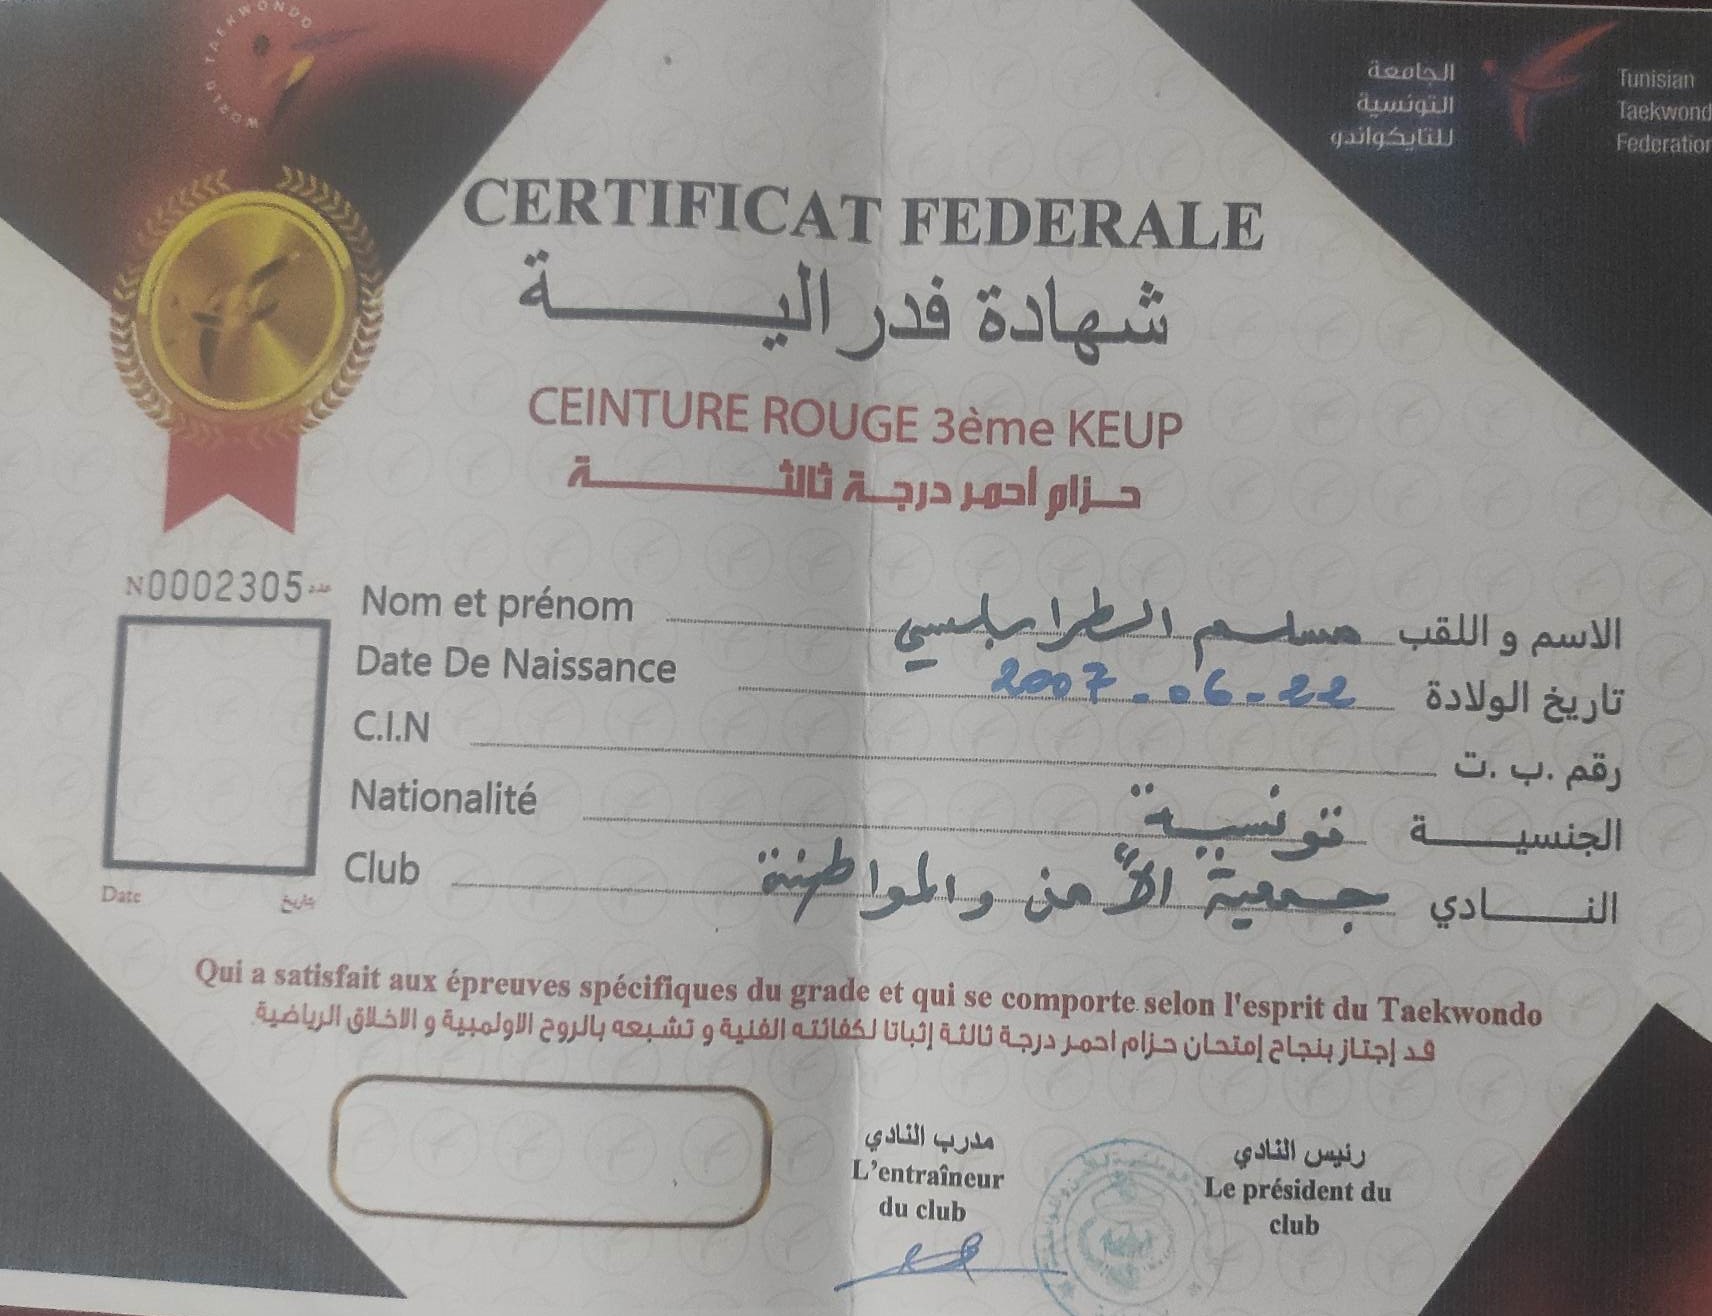 WORLD TAEKWONDO
الجامعة
التونسية
للتايكواندو
Tunisian
Taekwond
Federation
CERTIFICAT FEDERALE
شهادة فدرالية
CEINTURE ROUGE 3ème KEUP
حزام أحمر درجة ثالثة
N0002305 عدد
Nom et prénom مسلم الطرابلسي الاسم و اللقب
Date De Naissance 2007-06-22 تاريخ الولادة
C.I.N رقم .ب .ت
Nationalité تونسية الجنسية
Club جمعية الأمن والمواطنة النادي
Date تاريخ
Qui a satisfait aux épreuves spécifiques du grade et qui se comporte selon l'esprit du Taekwondo
قد إجتاز بنجاح إمتحان حزام احمر درجة ثالثة إثباتا لكفائته الفنية و تشبعه بالروح الاولمبية و الاخلاق الرياضية
مدرب النادي
L'entraîneur
du club
رئيس النادي
Le président du
club